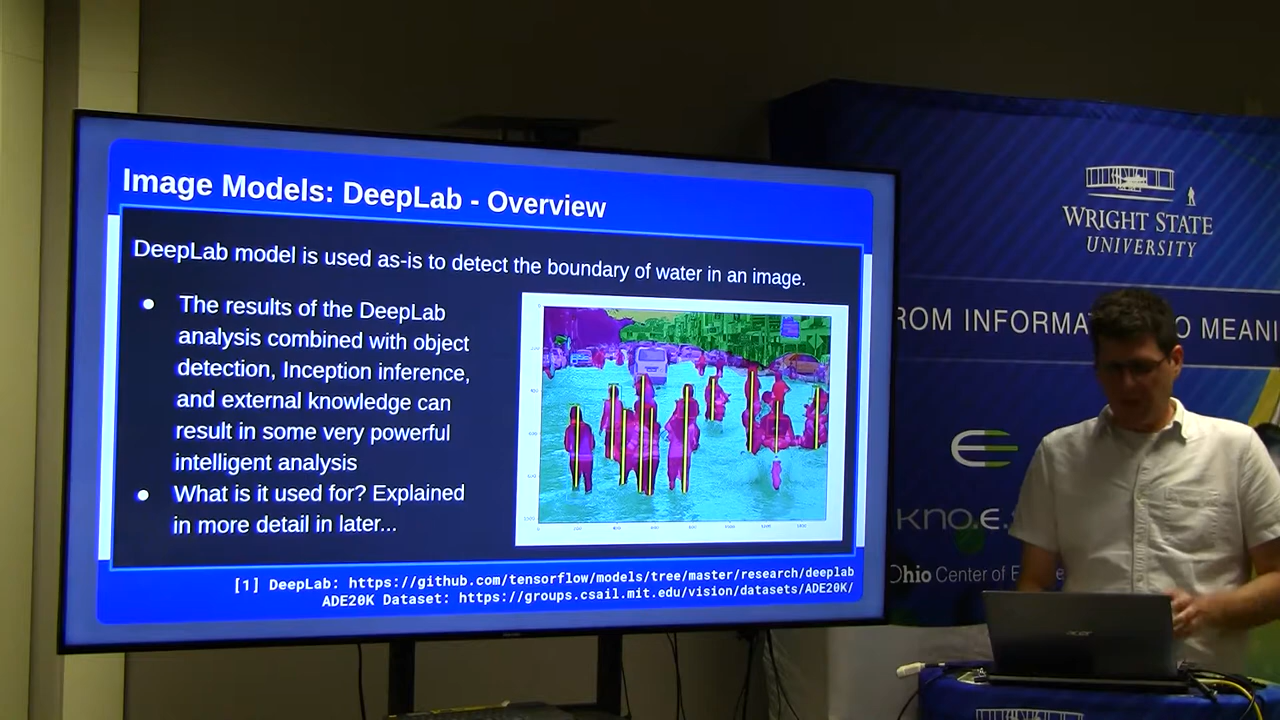 Image Models: DeepLab - Overview
DeepLab model is used as-is to detect the boundary of water in an image.
● The results of the DeepLab
analysis combined with object
detection, Inception inference,
and external knowledge can
result in some very powerful
intelligent analysis
● What is it used for? Explained
in more detail in later...
[1] DeepLab: https://github.com/tensorflow/models/tree/master/research/deeplab
ADE20K Dataset: https://groups.csail.mit.edu/vision/datasets/ADE20K/
WRIGHT STATE
UNIVERSITY
ROM INFORMA O MEANI
KNO.E.
Ohio Center of E
acer
WRIGHT STATE